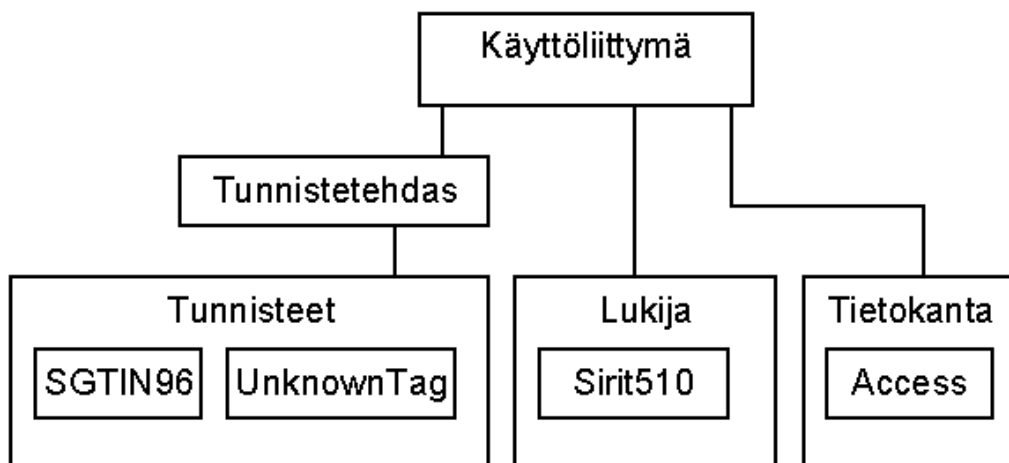 Käyttöliittymä
Tunnistetehdas
Tunnisteet
SGTIN96
UnknownTag
Lukija
Sirit510
Tietokanta
Access